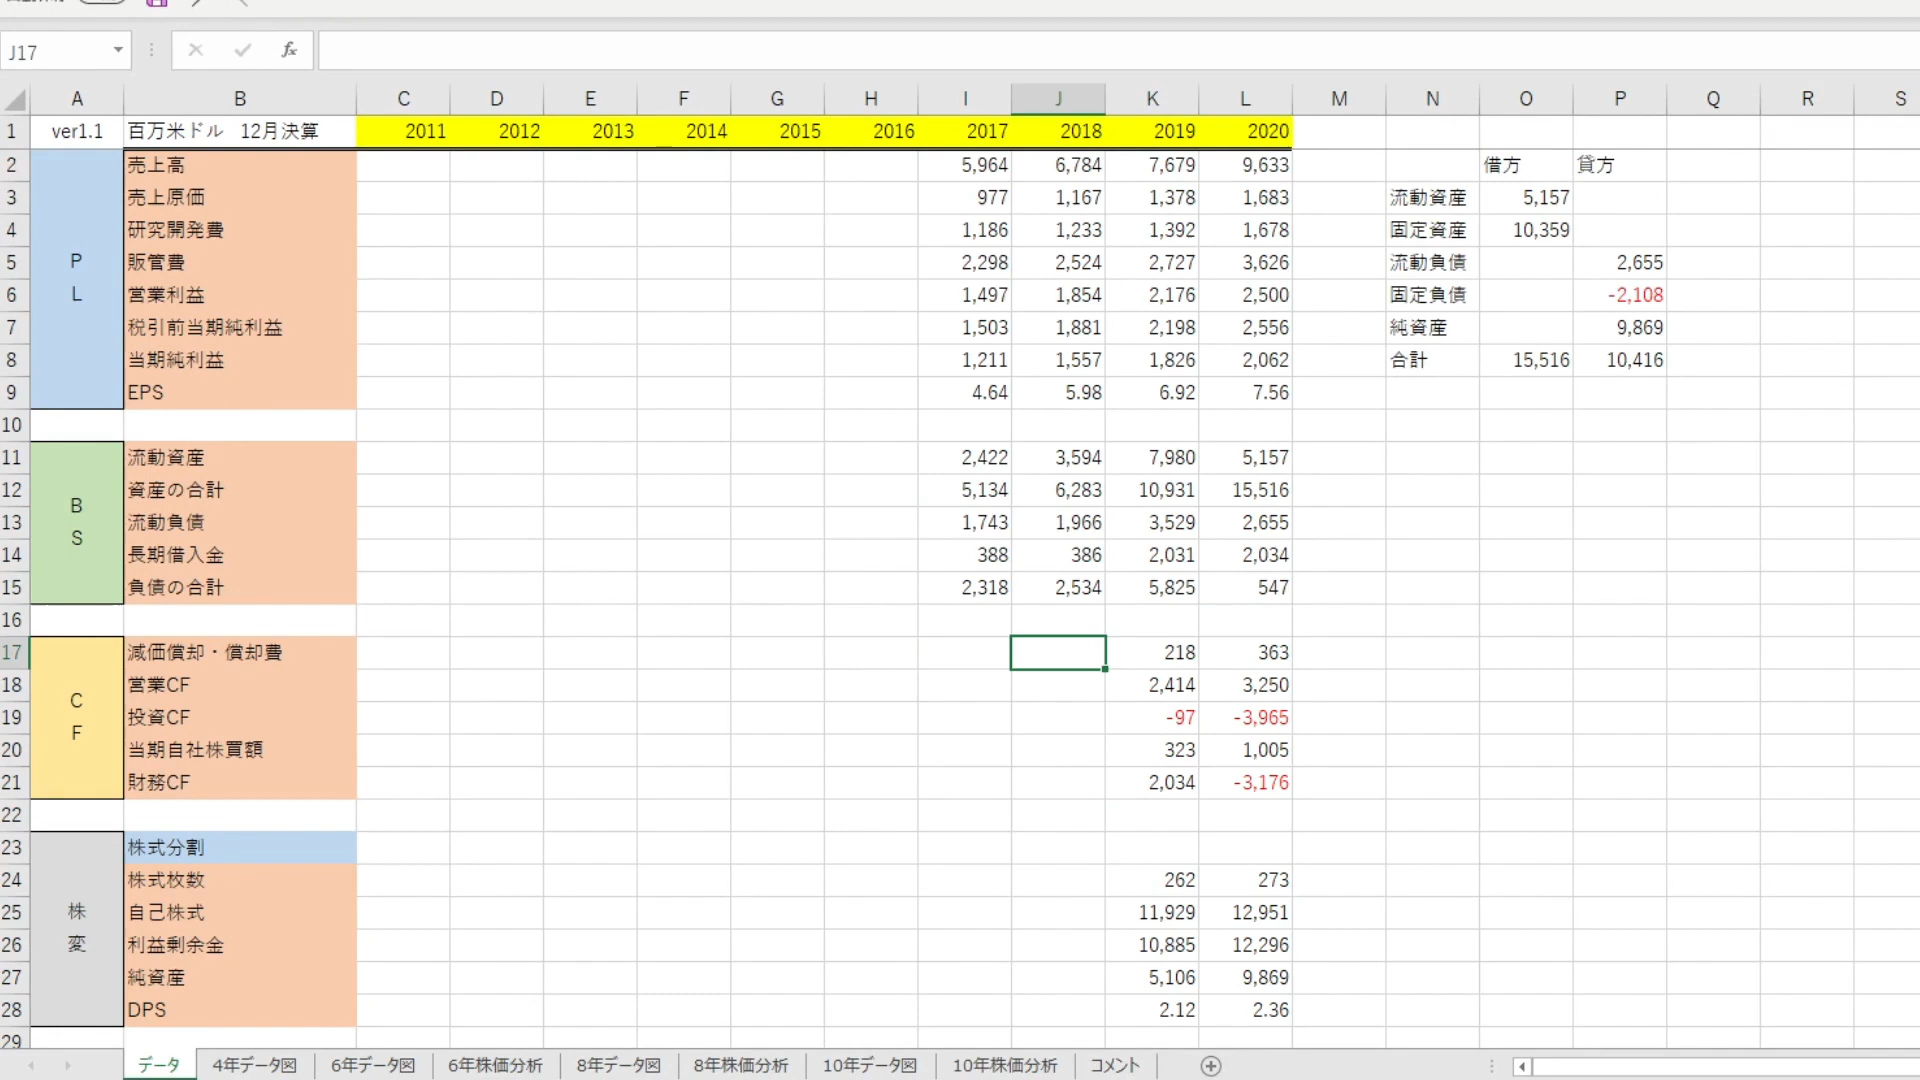 J17
fx
A B C D E F G H I J K L M N O P Q R S
1 ver1.1 百万米ドル 12月決算 2011 2012 2013 2014 2015 2016 2017 2018 2019 2020
2 売上高 5,964 6,784 7,679 9,633 借方 貸方
3 売上原価 977 1,167 1,378 1,683 流動資産 5,157
4 研究開発費 1,186 1,233 1,392 1,678 固定資産 10,359
5 P 販管費 2,298 2,524 2,727 3,626 流動負債 2,655
6 L 営業利益 1,497 1,854 2,176 2,500 固定負債 -2,108
7 税引前当期純利益 1,503 1,881 2,198 2,556 純資産 9,869
8 当期純利益 1,211 1,557 1,826 2,062 合計 15,516 10,416
9 EPS 4.64 5.98 6.92 7.56
10
11 流動資産 2,422 3,594 7,980 5,157
12 資産の合計 5,134 6,283 10,931 15,516
13 B S 流動負債 1,743 1,966 3,529 2,655
14 長期借入金 388 386 2,031 2,034
15 負債の合計 2,318 2,534 5,825 547
16
17 減価償却・償却費 218 363
18 営業CF 2,414 3,250
19 C F 投資CF -97 -3,965
20 当期自社株買額 323 1,005
21 財務CF 2,034 -3,176
22
23 株式分割
24 株式枚数 262 273
25 株 自己株式 11,929 12,951
26 変 利益剰余金 10,885 12,296
27 純資産 5,106 9,869
28 DPS 2.12 2.36
29
データ 4年データ図 6年データ図 6年株価分析 8年データ図 8年株価分析 10年データ図 10年株価分析 コメント